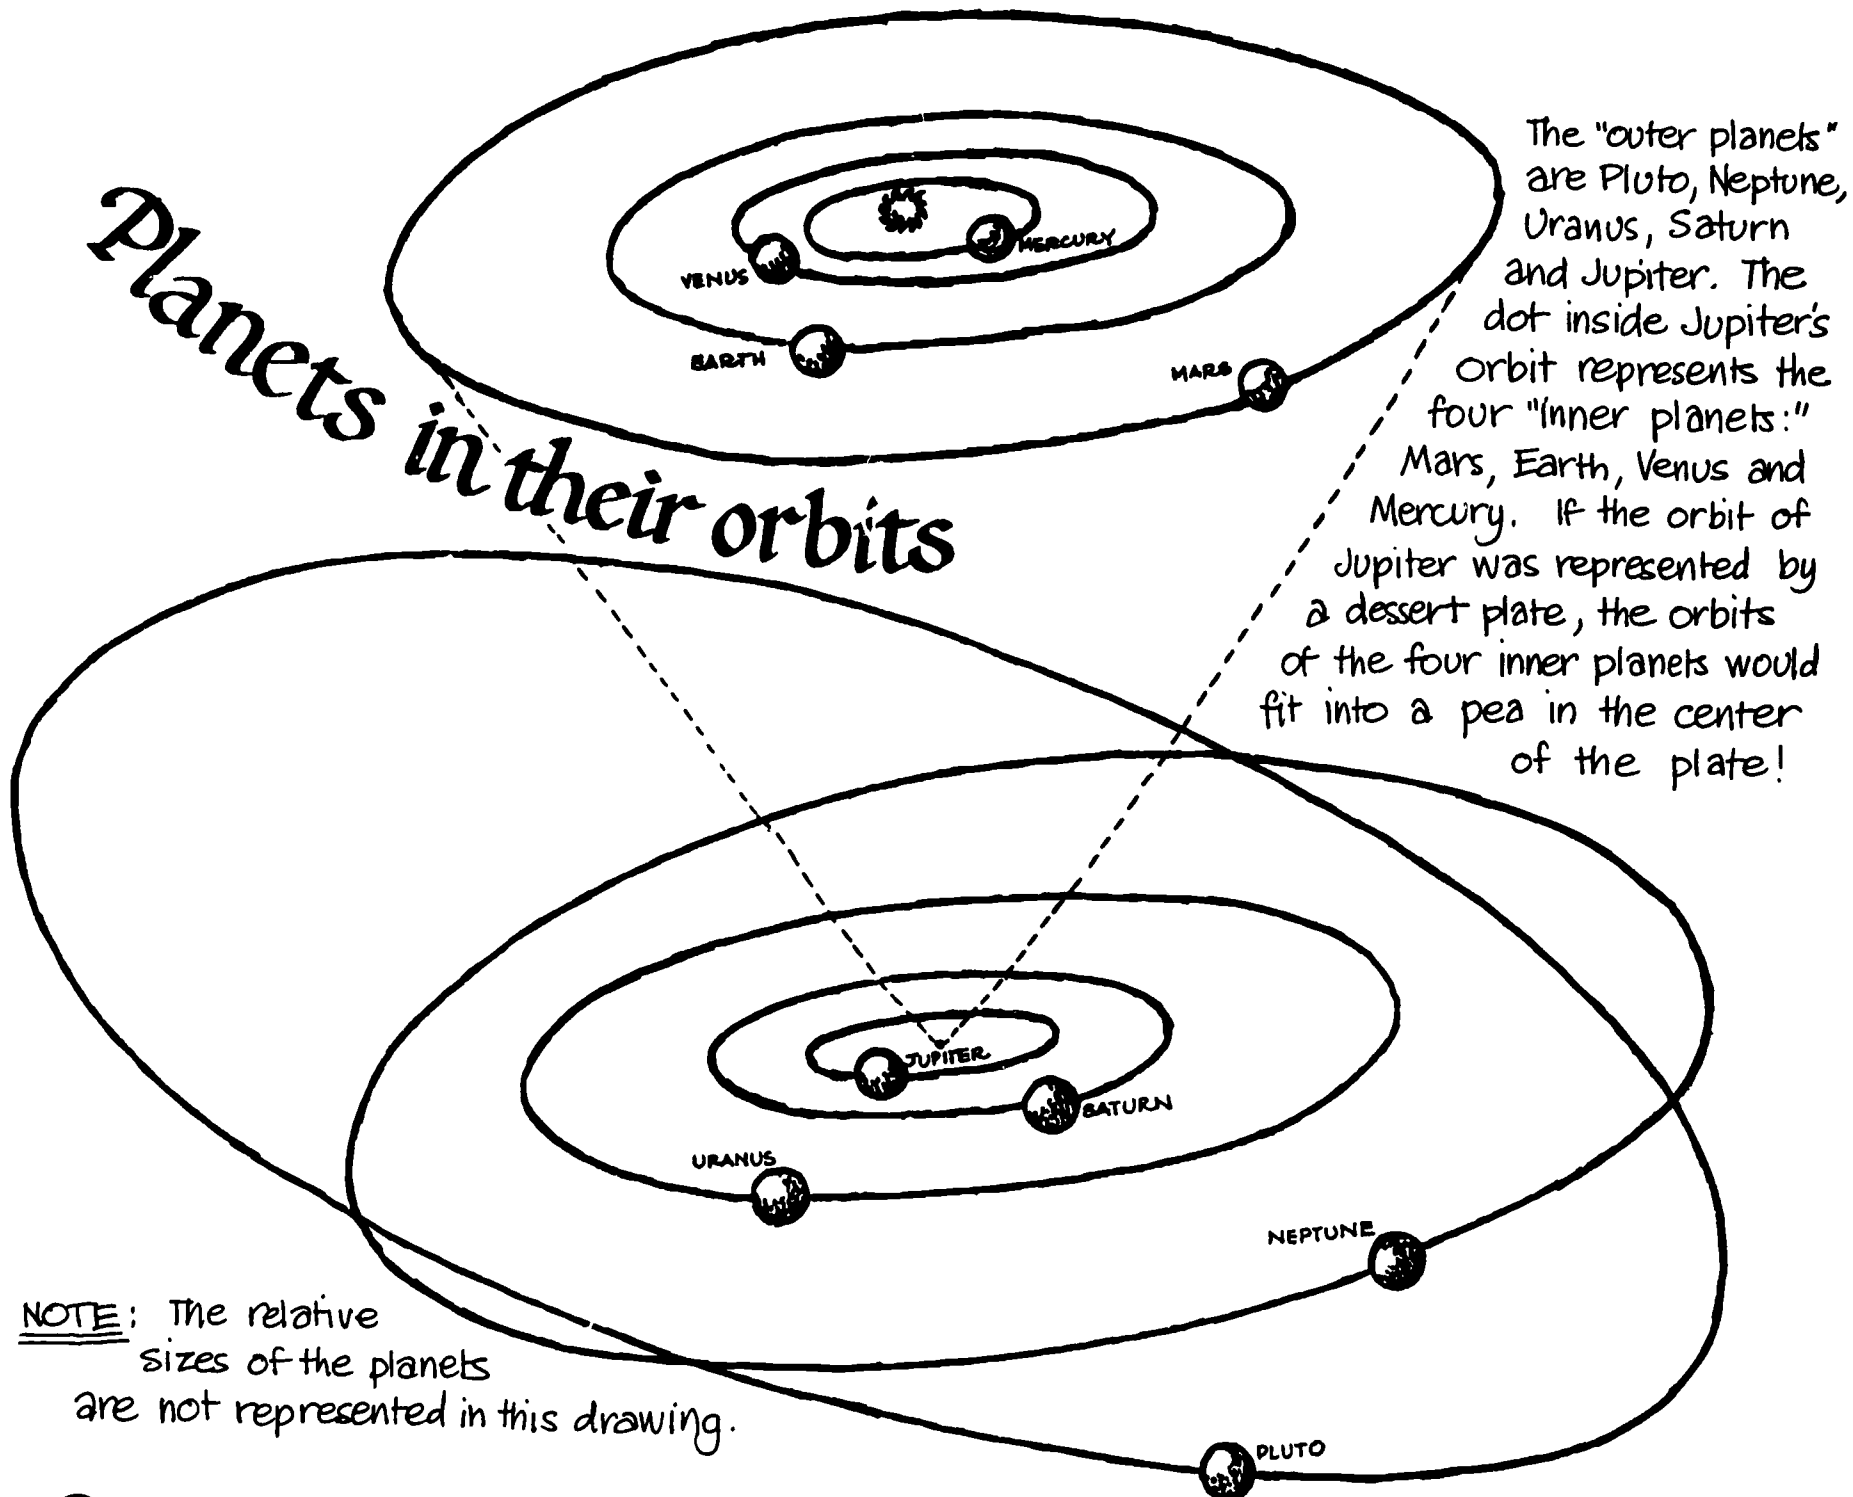 Planets in their orbits
The "outer planets"
are Pluto, Neptune,
Uranus, Saturn
and Jupiter. The
dot inside Jupiter's
orbit represents the
four "inner planets:"
Mars, Earth, Venus and
Mercury. If the orbit of
Jupiter was represented by
a dessert plate, the orbits
of the four inner planets would
fit into a pea in the center
of the plate!
MERCURY
VENUS
EARTH
MARS
JUPITER
SATURN
URANUS
NEPTUNE
PLUTO
NOTE: The relative
sizes of the planets
are not represented in this drawing.